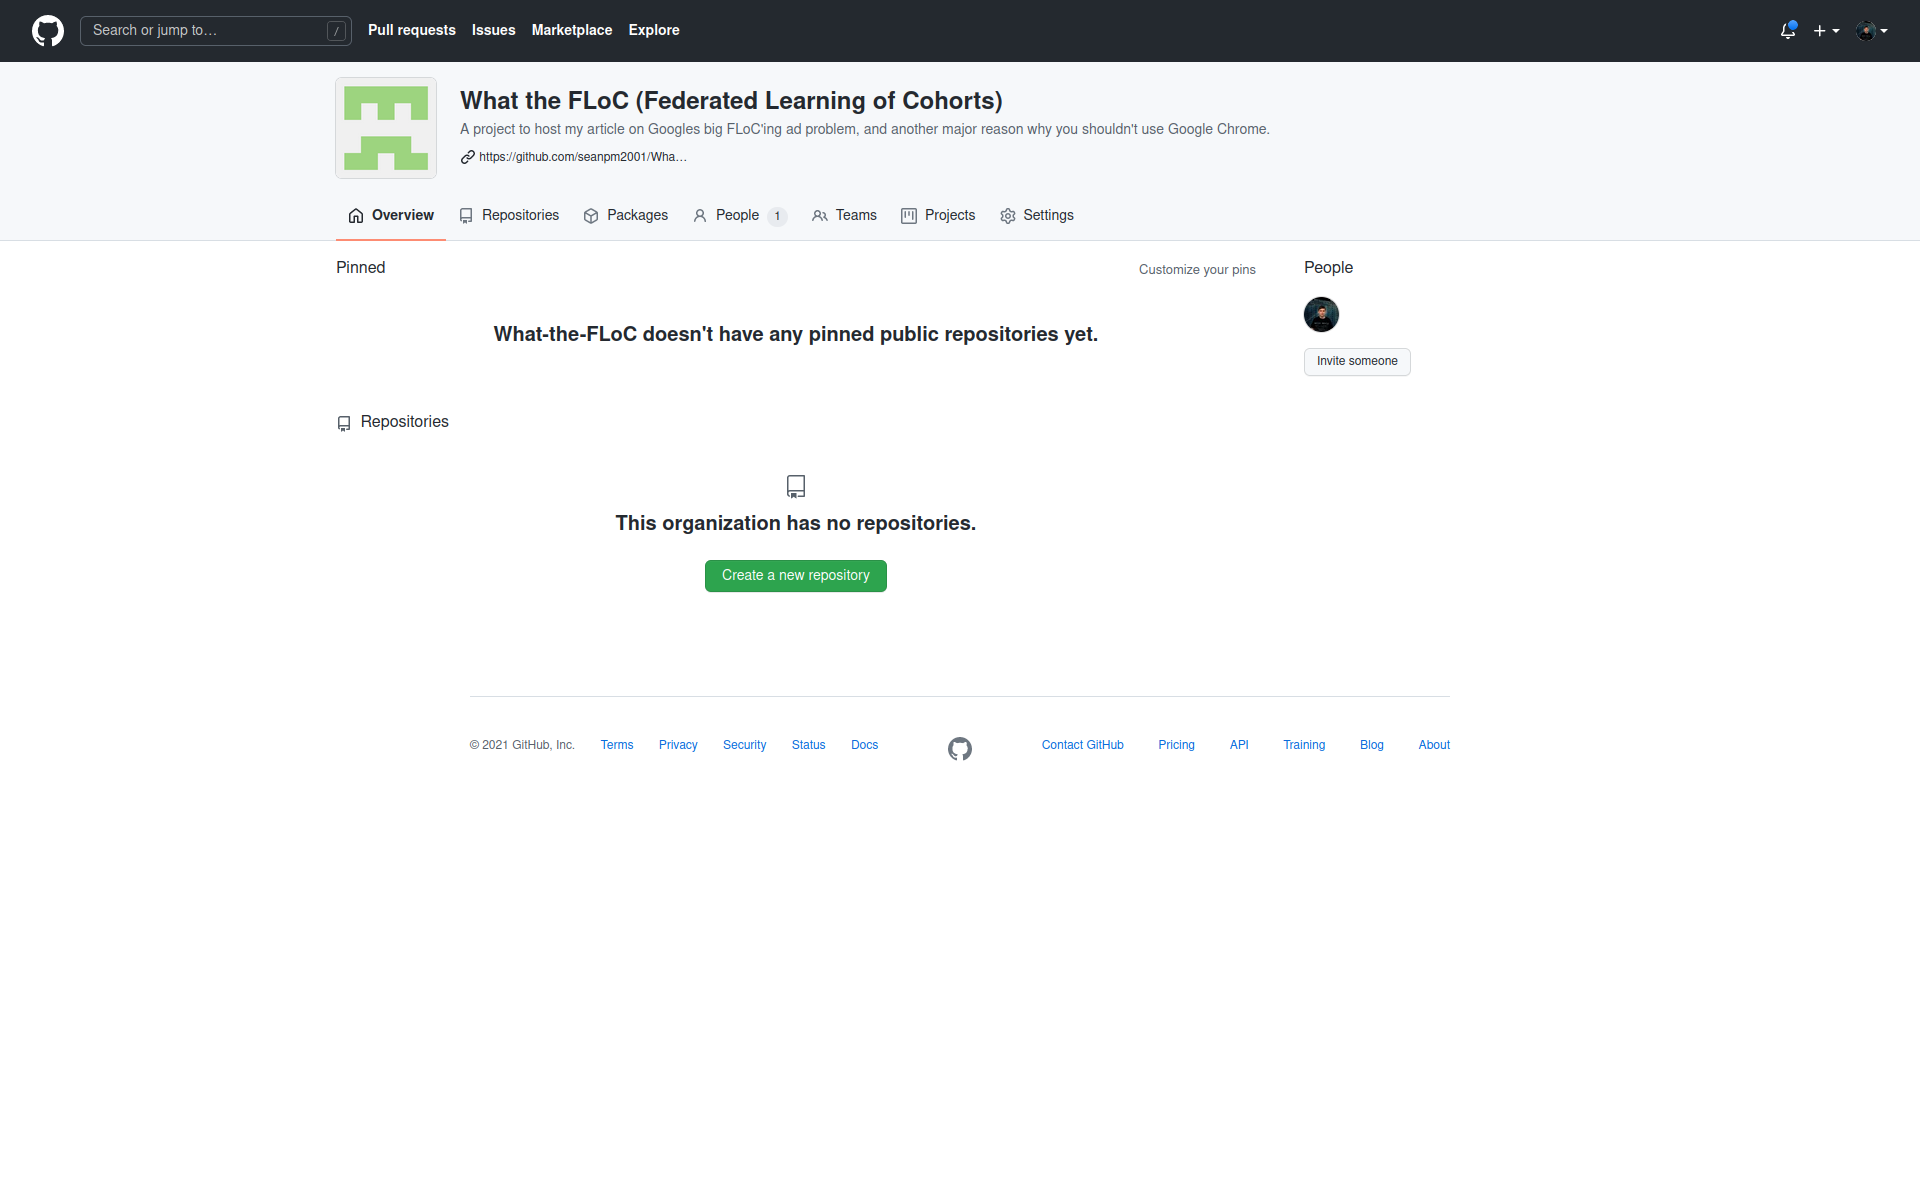 Search or jump to… /
Pull requests Issues Marketplace Explore
What the FLoC (Federated Learning of Cohorts)
A project to host my article on Googles big FLoC'ing ad problem, and another major reason why you shouldn't use Google Chrome.
https://github.com/seanpm2001/Wha…
Overview Repositories Packages People 1 Teams Projects Settings
Pinned
Customize your pins
What-the-FLoC doesn't have any pinned public repositories yet.
People
Invite someone
Repositories
This organization has no repositories.
Create a new repository
© 2021 GitHub, Inc. Terms Privacy Security Status Docs Contact GitHub Pricing API Training Blog About